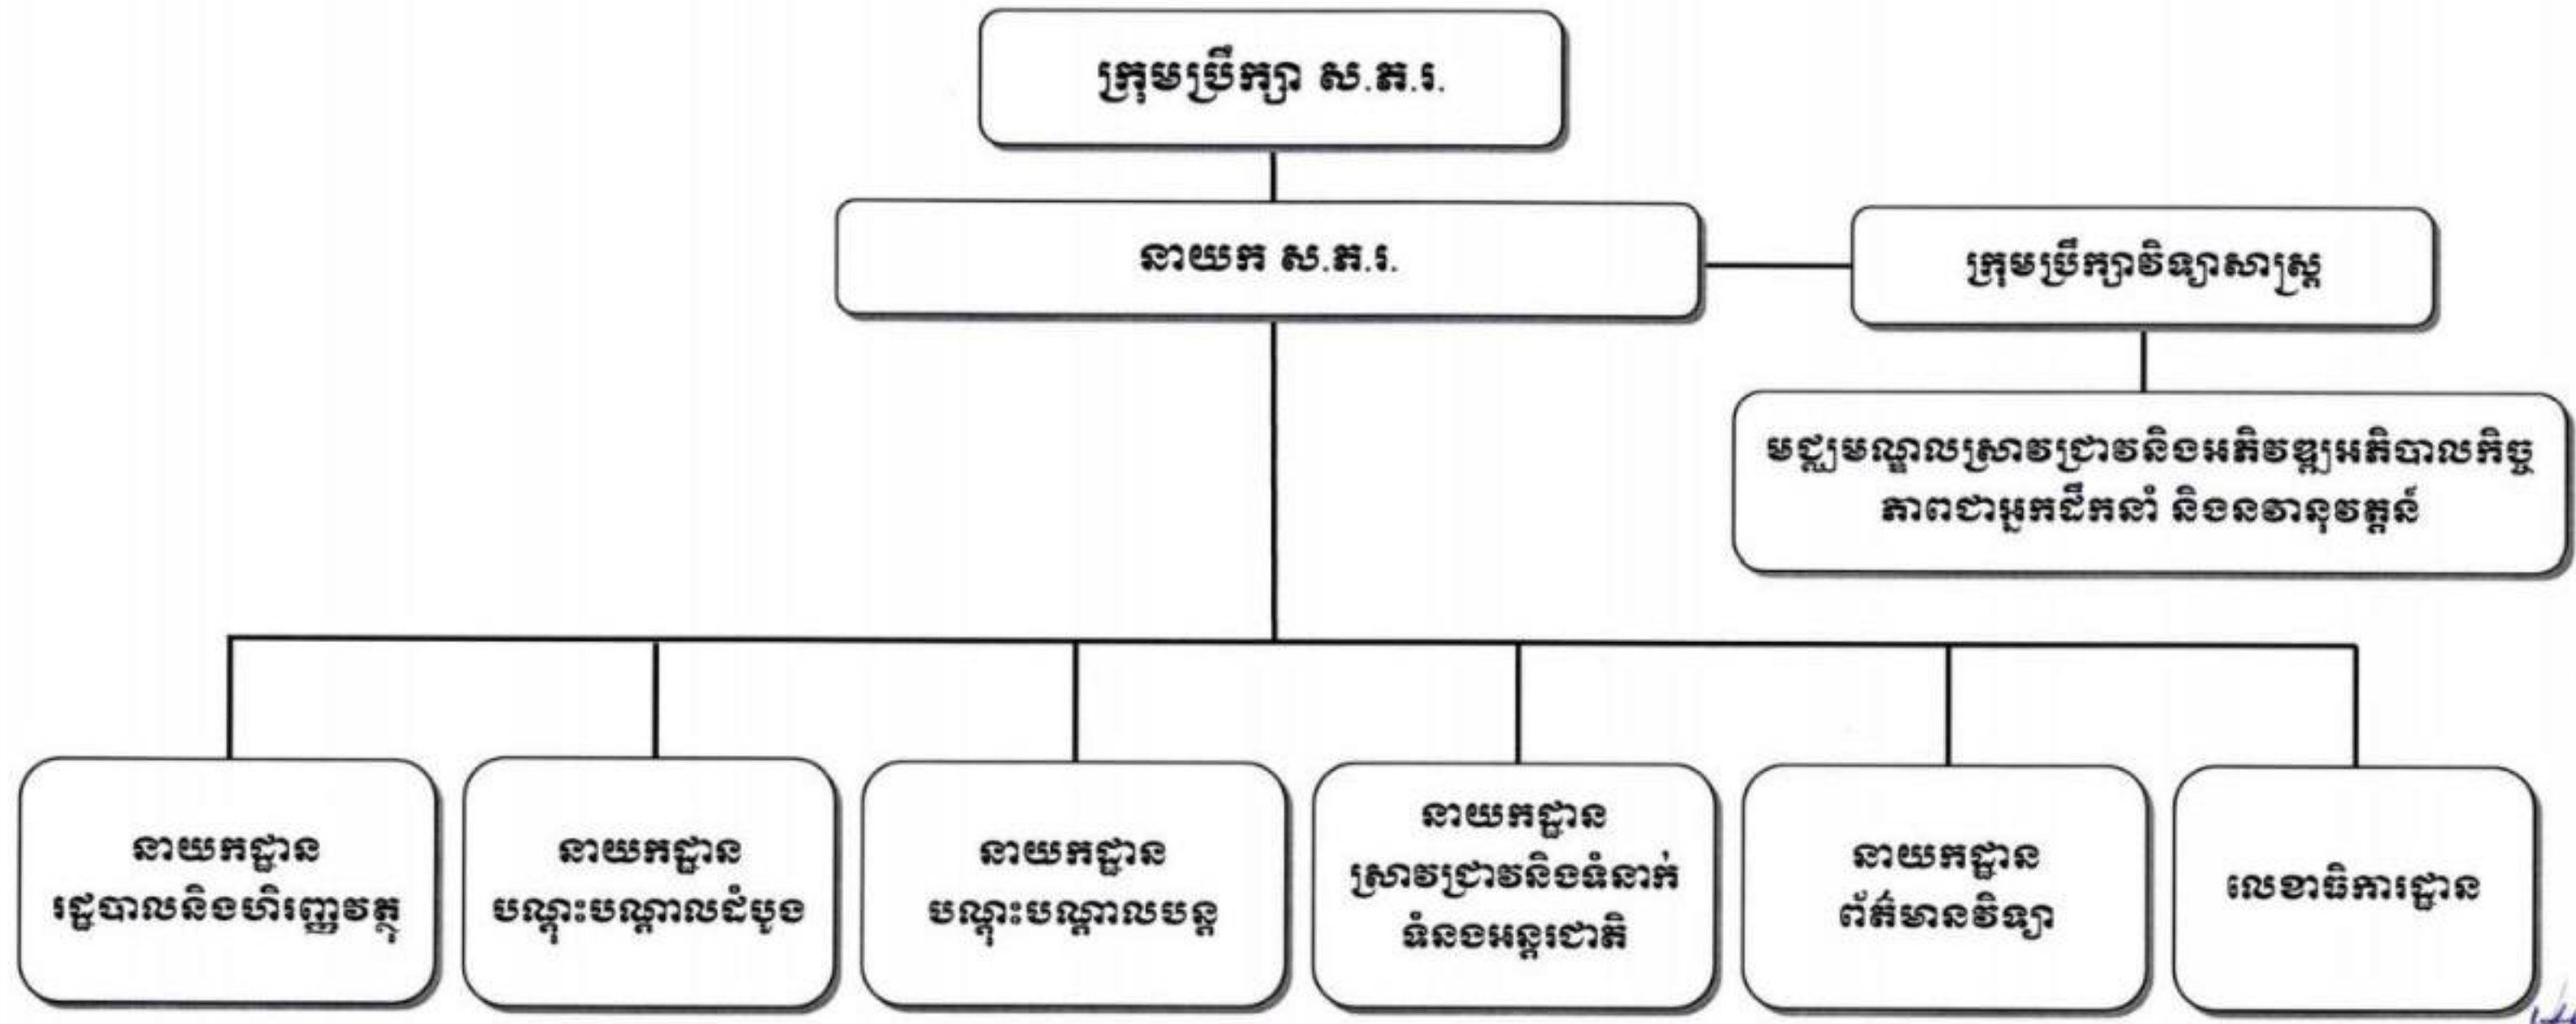 ក្រុមប្រឹក្សា ស.ភ.រ.
នាយក ស.ភ.រ.
ក្រុមប្រឹក្សាវិទ្យាសាស្ត្រ
មជ្ឈមណ្ឌលស្រាវជ្រាវនិងអភិវឌ្ឍអភិបាលកិច្ច
ភាពជាអ្នកដឹកនាំ និងនវានុវត្តន៍
នាយកដ្ឋាន
រដ្ឋបាលនិងហិរញ្ញវត្ថុ
នាយកដ្ឋាន
បណ្តុះបណ្តាលដំបូង
នាយកដ្ឋាន
បណ្តុះបណ្តាលបន្ត
នាយកដ្ឋាន
ស្រាវជ្រាវនិងទំនាក់
ទំនងអន្តរជាតិ
នាយកដ្ឋាន
ព័ត៌មានវិទ្យា
លេខាធិការដ្ឋាន